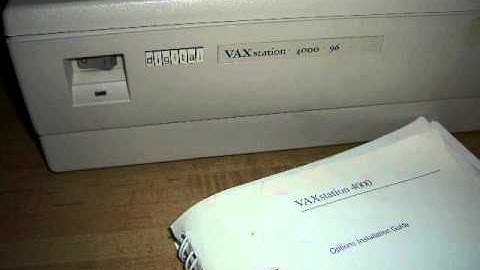 digital
VAXstation 4000-96
VAXstation 4000
Options Installation Guide